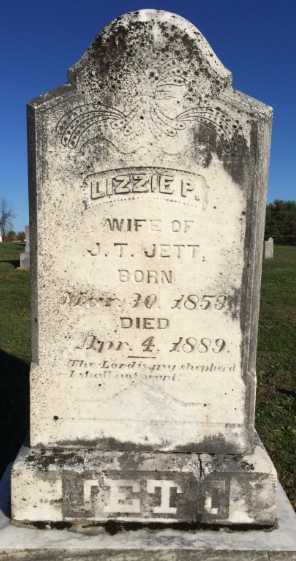 LIZZIE P.
WIFE OF
J. T. JETT,
BORN
Mar. 30. 1853
DIED
Apr. 4. 1889.
The Lord is my shepherd
I shall not want.
JETT